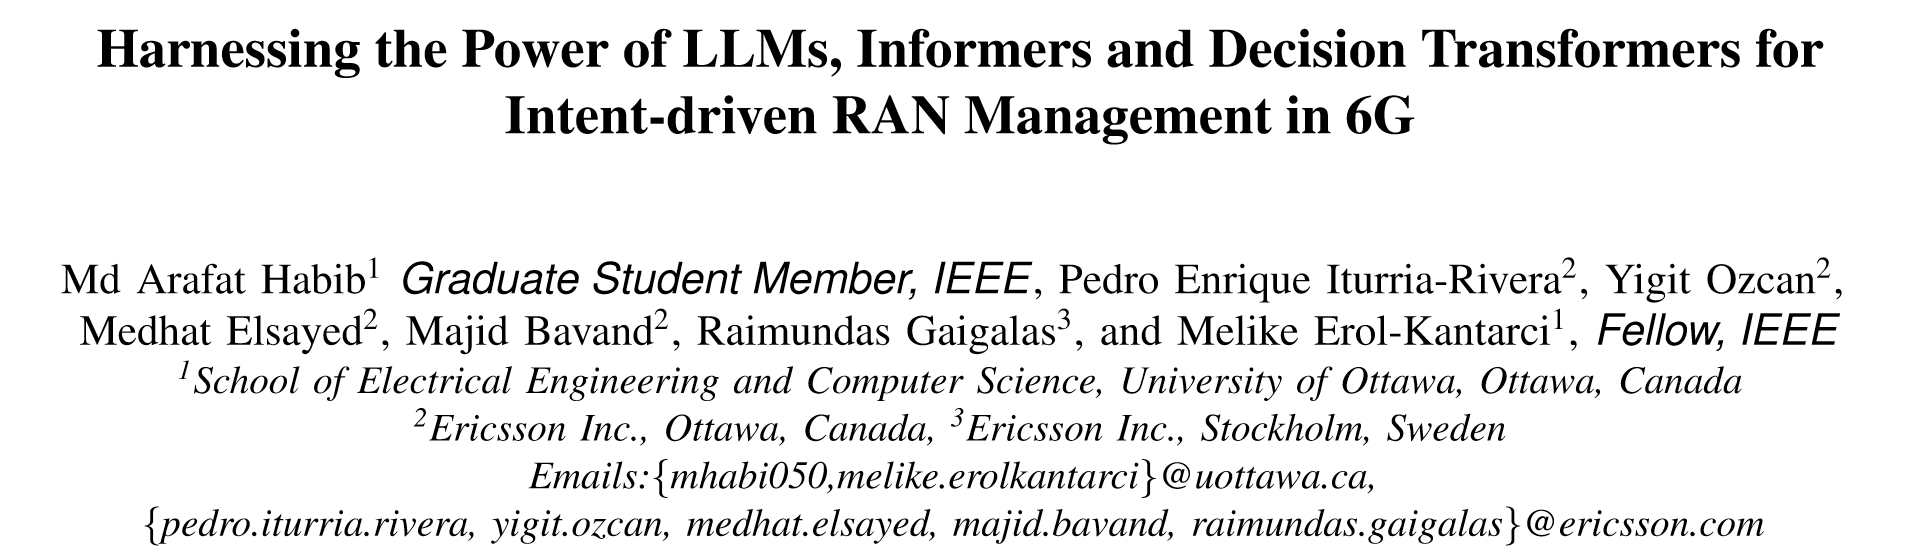 Harnessing the Power of LLMs, Informers and Decision Transformers for
Intent-driven RAN Management in 6G
Md Arafat Habib¹ Graduate Student Member, IEEE, Pedro Enrique Iturria-Rivera², Yigit Ozcan²,
Medhat Elsayed², Majid Bavand², Raimundas Gaigalas³, and Melike Erol-Kantarci¹, Fellow, IEEE
¹School of Electrical Engineering and Computer Science, University of Ottawa, Ottawa, Canada
²Ericsson Inc., Ottawa, Canada, ³Ericsson Inc., Stockholm, Sweden
Emails:{mhabi050,melike.erolkantarci}@uottawa.ca,
{pedro.iturria.rivera, yigit.ozcan, medhat.elsayed, majid.bavand, raimundas.gaigalas}@ericsson.com